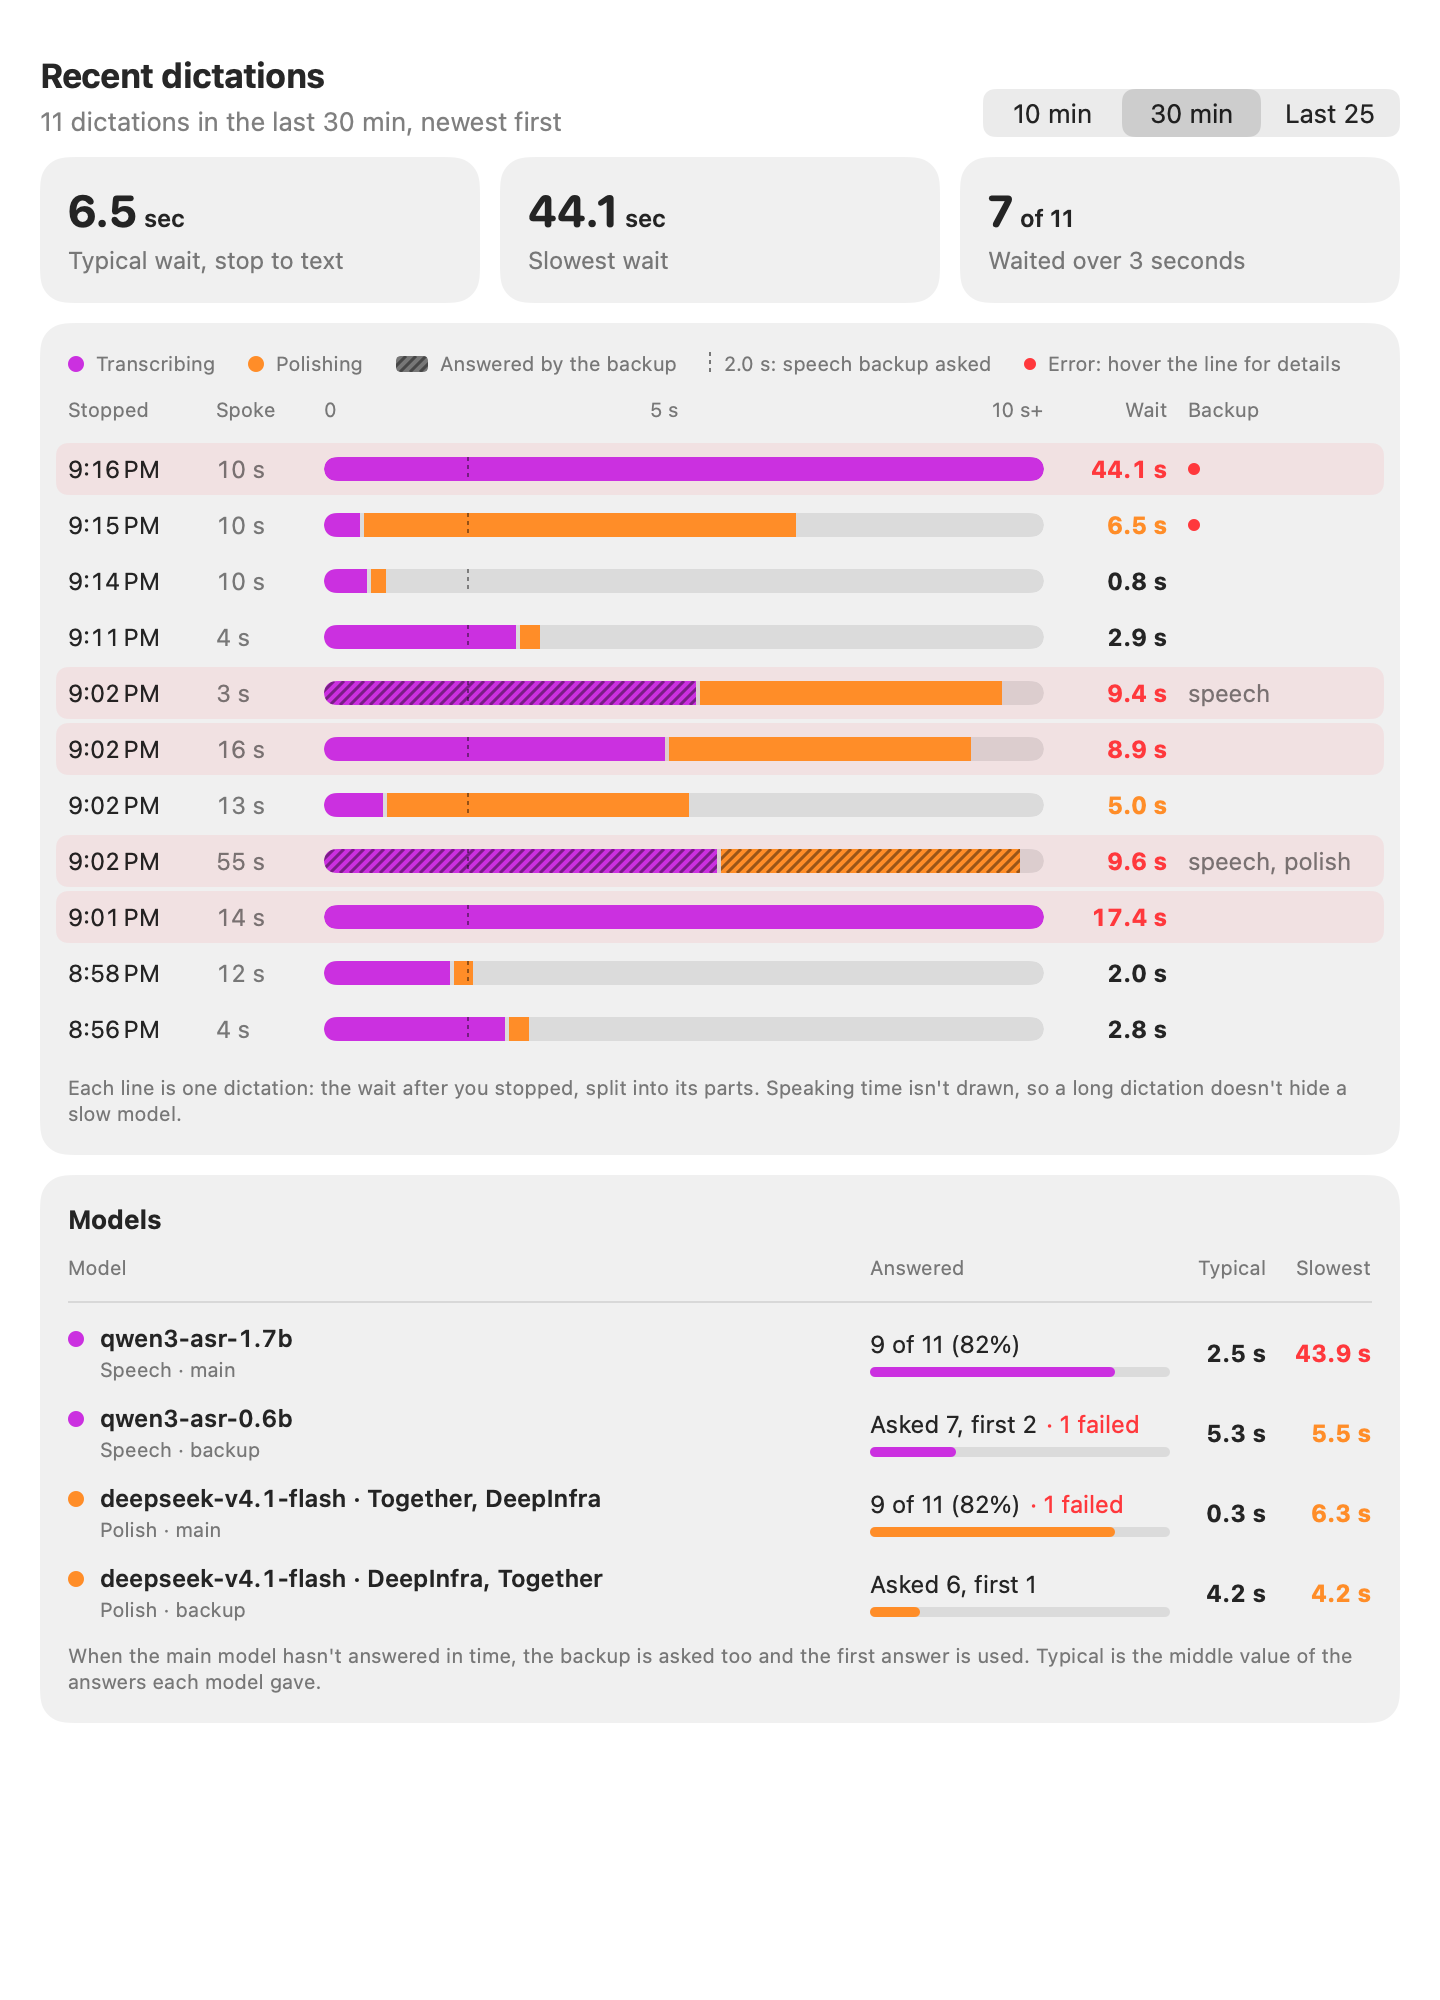 Recent dictations
11 dictations in the last 30 min, newest first
10 min 30 min Last 25
6.5 sec
Typical wait, stop to text
44.1 sec
Slowest wait
7 of 11
Waited over 3 seconds
Transcribing Polishing Answered by the backup 2.0 s: speech backup asked Error: hover the line for details
Stopped Spoke 0 5 s 10 s+ Wait Backup
9:16 PM 10 s 44.1 s
9:15 PM 10 s 6.5 s
9:14 PM 10 s 0.8 s
9:11 PM 4 s 2.9 s
9:02 PM 3 s 9.4 s speech
9:02 PM 16 s 8.9 s
9:02 PM 13 s 5.0 s
9:02 PM 55 s 9.6 s speech, polish
9:01 PM 14 s 17.4 s
8:58 PM 12 s 2.0 s
8:56 PM 4 s 2.8 s
Each line is one dictation: the wait after you stopped, split into its parts. Speaking time isn't drawn, so a long dictation doesn't hide a
slow model.
Models
Model Answered Typical Slowest
qwen3-asr-1.7b
Speech · main
9 of 11 (82%) 2.5 s 43.9 s
qwen3-asr-0.6b
Speech · backup
Asked 7, first 2 · 1 failed 5.3 s 5.5 s
deepseek-v4.1-flash · Together, DeepInfra
Polish · main
9 of 11 (82%) · 1 failed 0.3 s 6.3 s
deepseek-v4.1-flash · DeepInfra, Together
Polish · backup
Asked 6, first 1 4.2 s 4.2 s
When the main model hasn't answered in time, the backup is asked too and the first answer is used. Typical is the middle value of the
answers each model gave.